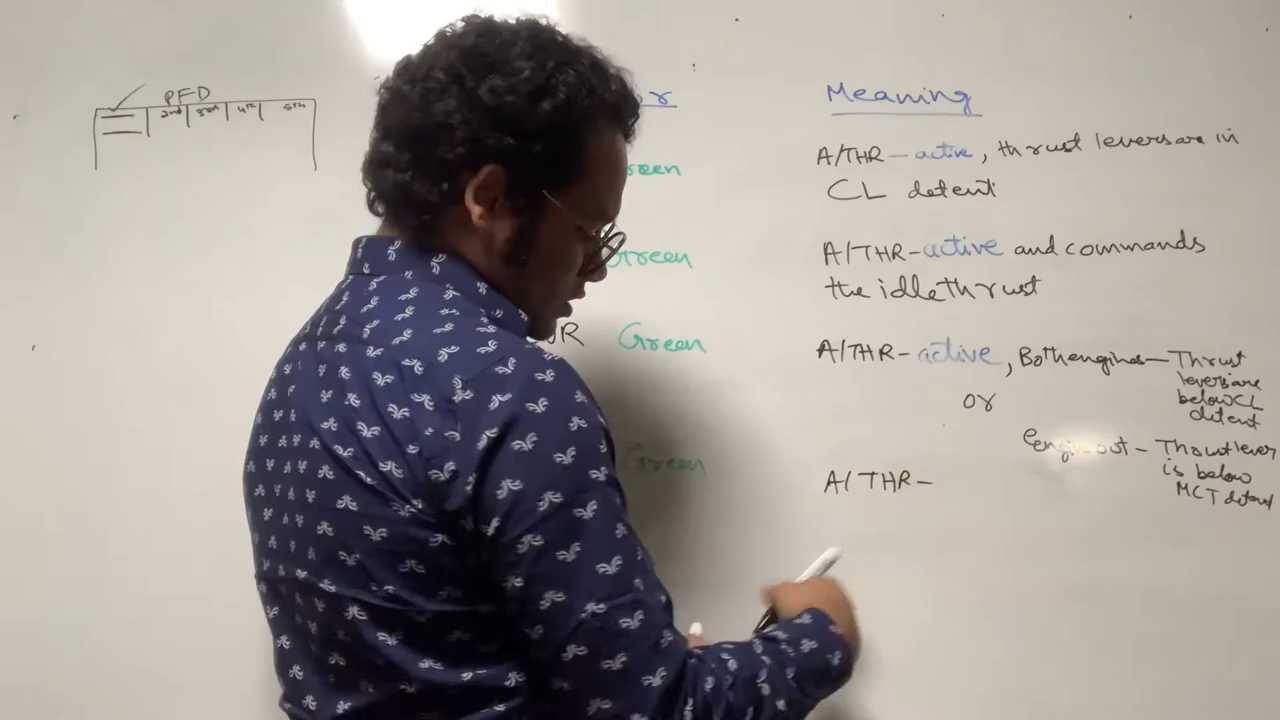 PFD
2nd 3rd 4th 5th
Meaning
A/THR - active, thrust levers are in
CL detent
Green
A/THR - active and commands
the idle thrust
Green
A/THR - active, Both engines - Thrust
levers are
below CL
detent
or
Engine out - Thrust lever
is below
MCT detent
Green
A/THR -